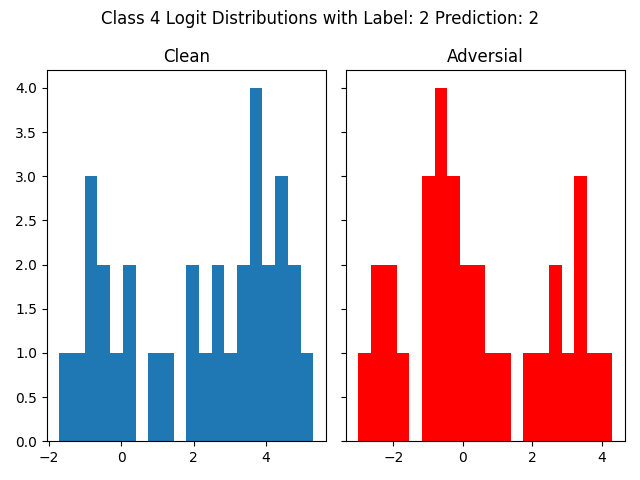 Class 4 Logit Distributions with Label: 2 Prediction: 2
Clean
Adversial
4.0
3.5
3.0
2.5
2.0
1.5
1.0
0.5
0.0
−2 0 2 4
−2 0 2 4